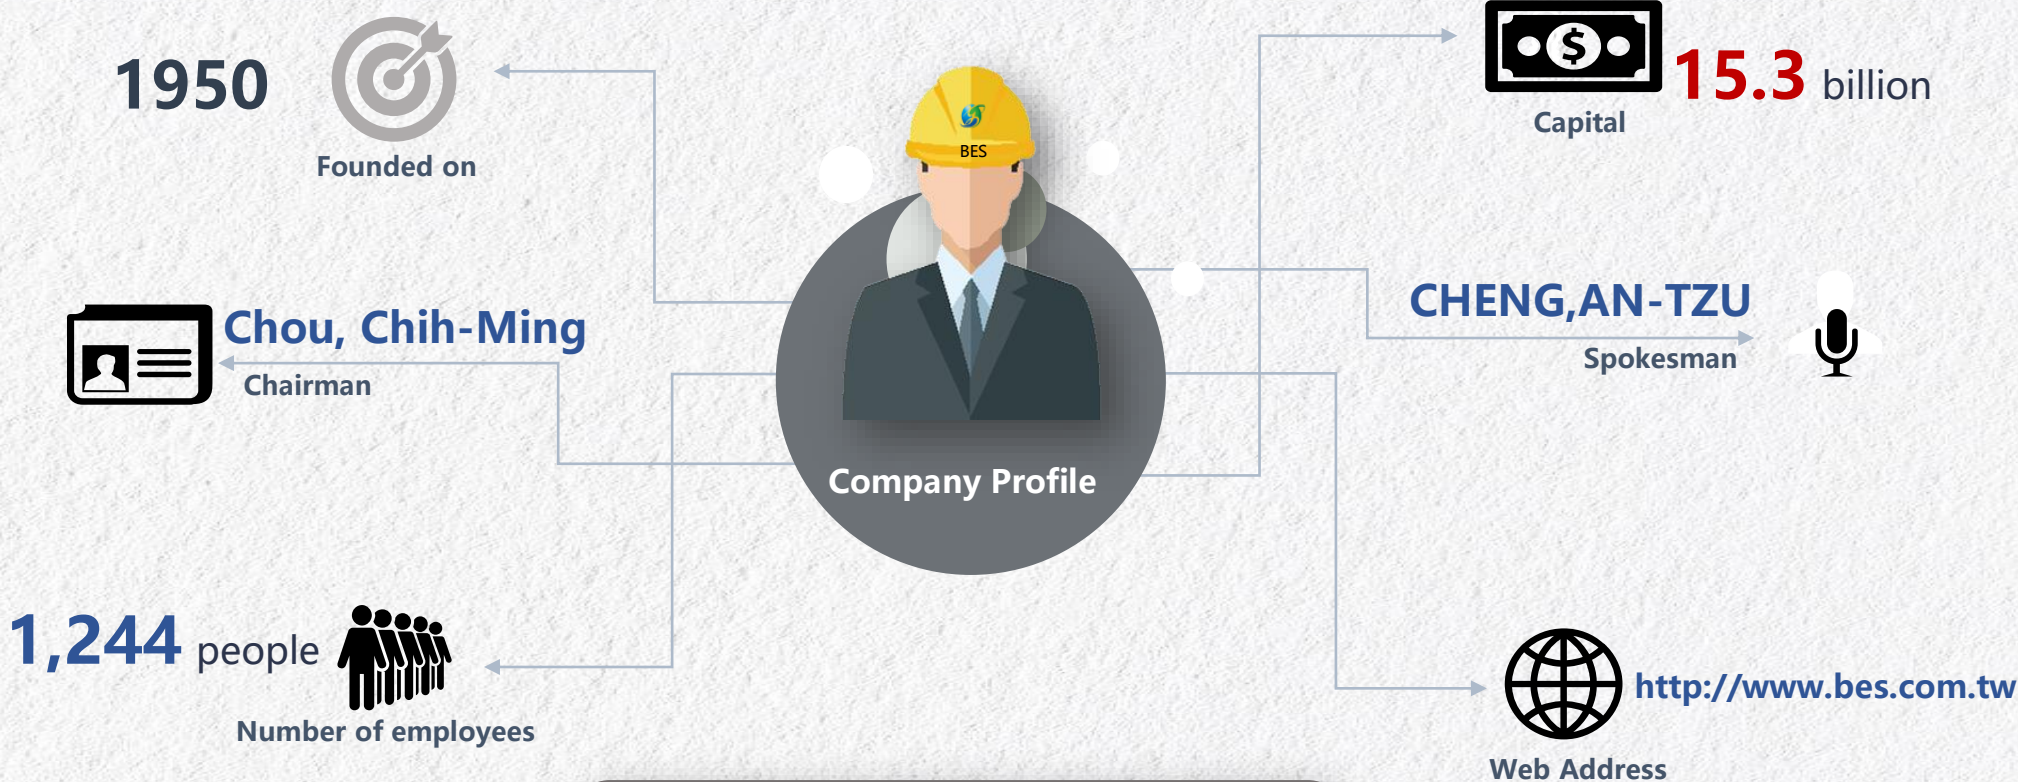 1950
Founded on
BES
15.3 billion
Capital
Chou, Chih-Ming
Chairman
CHENG,AN-TZU
Spokesman
Company Profile
1,244 people
Number of employees
http://www.bes.com.tw
Web Address